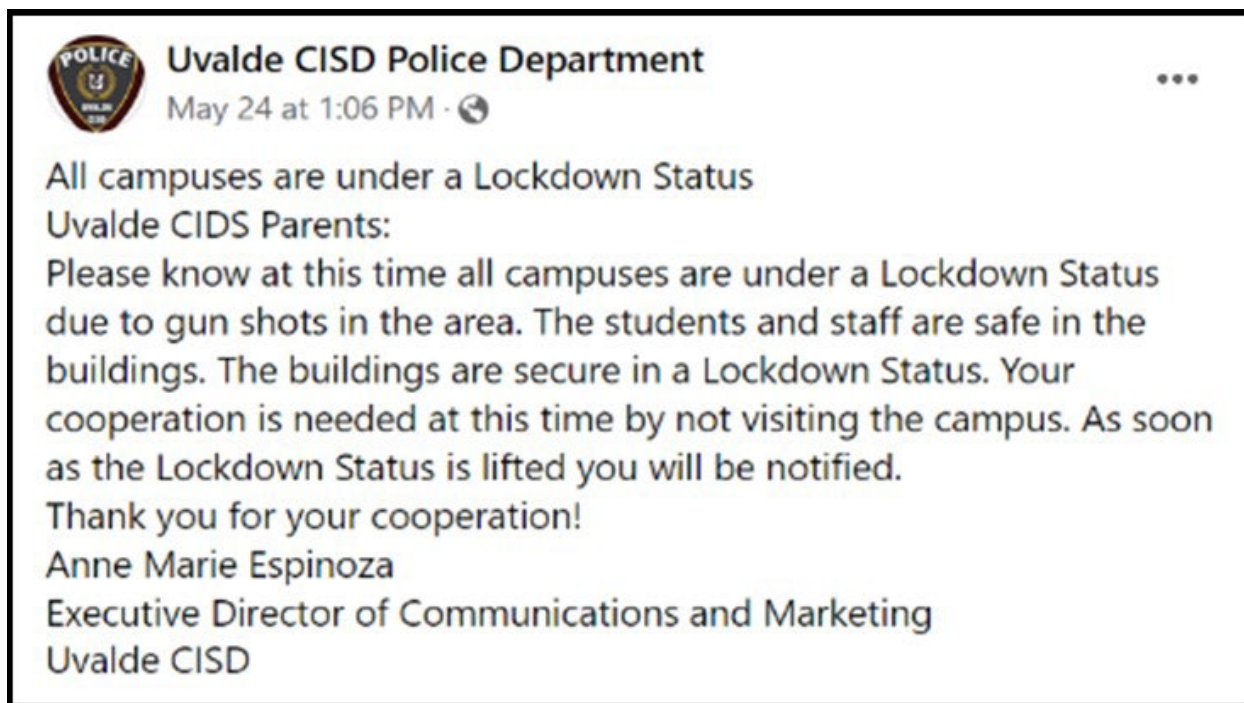 POLICE
UVALDE
CISD
Uvalde CISD Police Department
May 24 at 1:06 PM ·
All campuses are under a Lockdown Status
Uvalde CIDS Parents:
Please know at this time all campuses are under a Lockdown Status
due to gun shots in the area. The students and staff are safe in the
buildings. The buildings are secure in a Lockdown Status. Your
cooperation is needed at this time by not visiting the campus. As soon
as the Lockdown Status is lifted you will be notified.
Thank you for your cooperation!
Anne Marie Espinoza
Executive Director of Communications and Marketing
Uvalde CISD